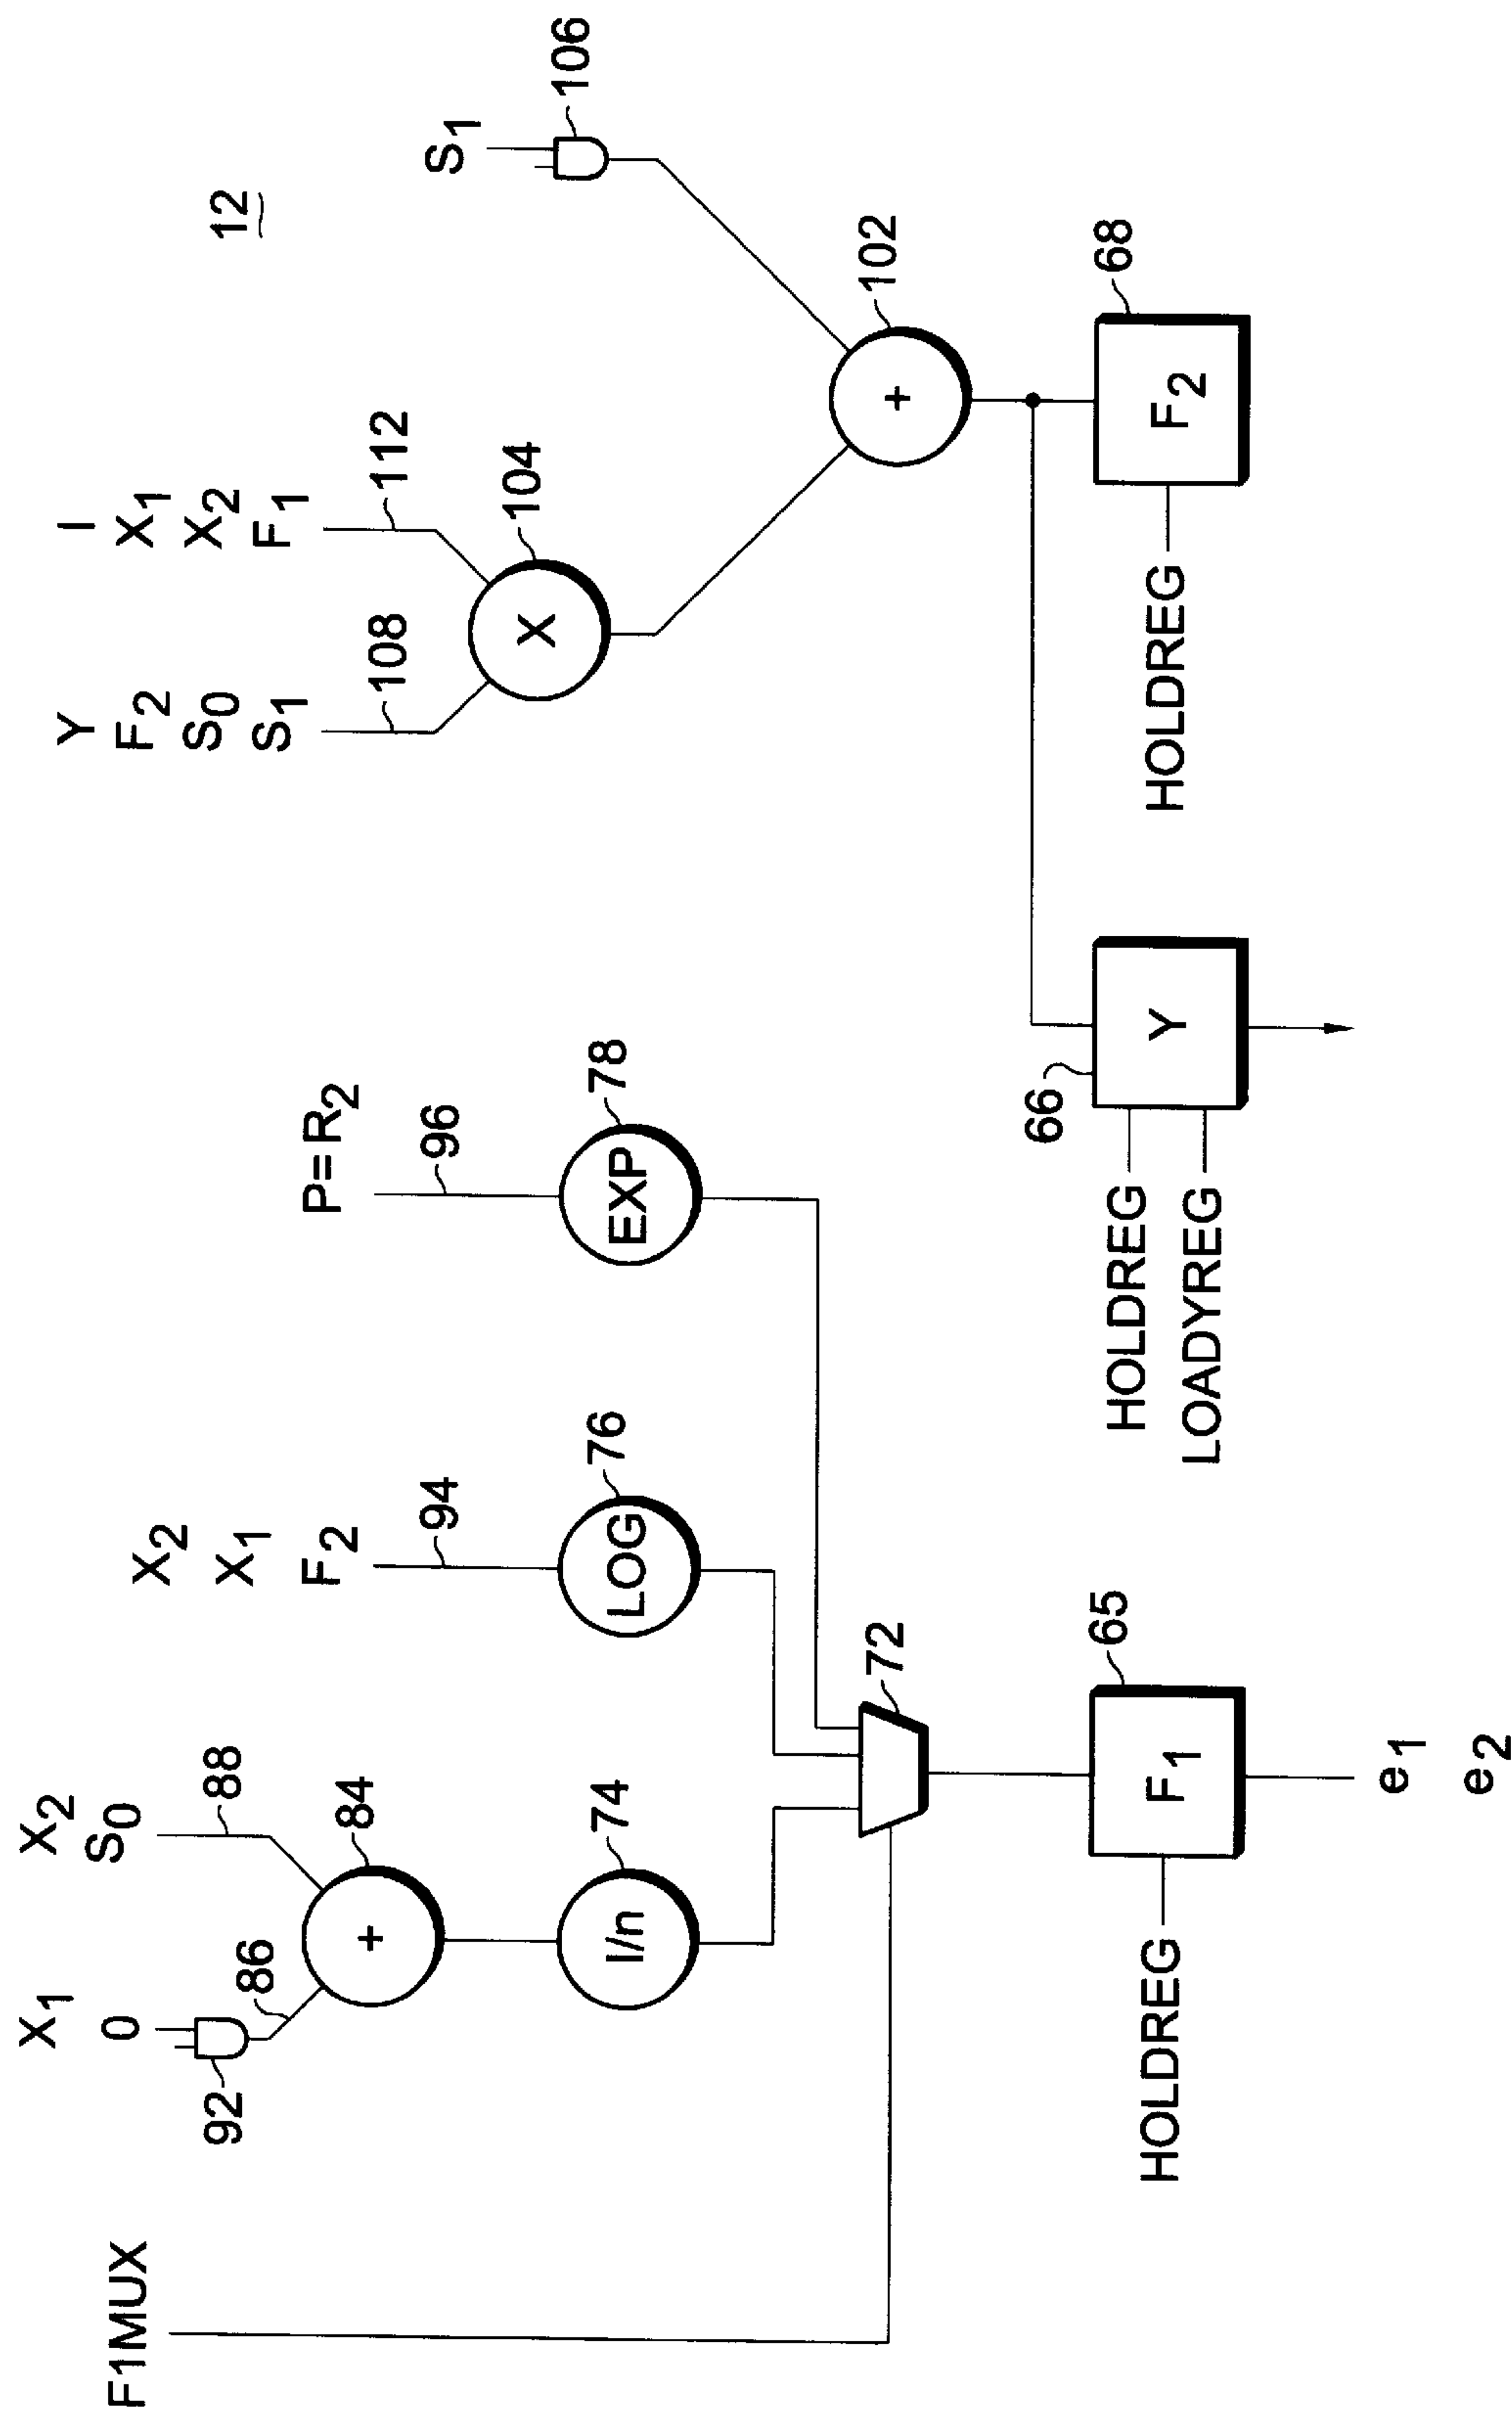 12
F1MUX
X1
0
92
86
X2
S0
88
+
84
I/n
74
X2
X1
F2
94
LOG
76
P=R2
96
EXP
78
72
Y
F2
S0
S1
108
I
X1
X2
F1
112
X
104
S1
106
+
102
HOLDREG
F1
65
e1
e2
HOLDREG
LOADYREG
66
Y
HOLDREG
F2
68